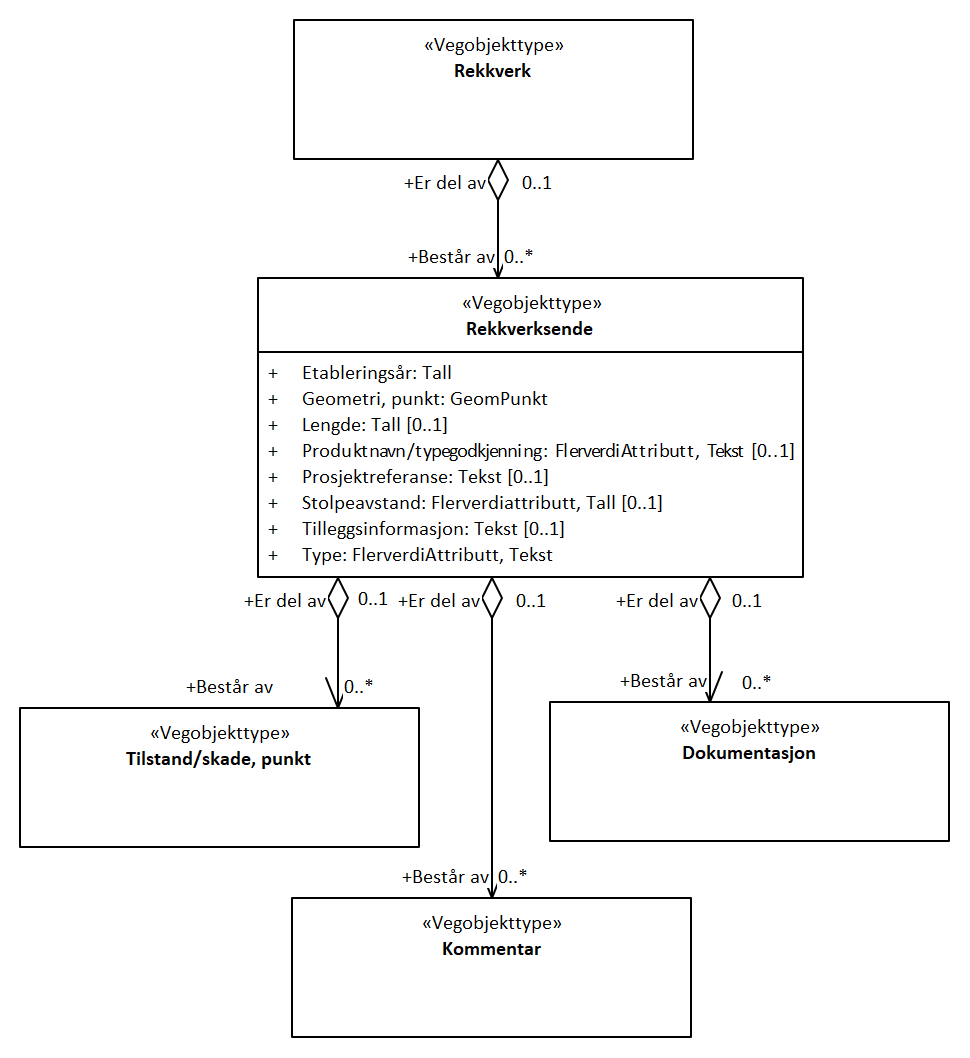 «Vegobjekttype»
Rekkverk
+Er del av 0..1
+Består av 0..*
«Vegobjekttype»
Rekkverksende
+ Etableringsår: Tall
+ Geometri, punkt: GeomPunkt
+ Lengde: Tall [0..1]
+ Produktnavn/typegodkjenning: FlerverdiAttributt, Tekst [0..1]
+ Prosjektreferanse: Tekst [0..1]
+ Stolpeavstand: Flerverdiattributt, Tall [0..1]
+ Tilleggsinformasjon: Tekst [0..1]
+ Type: FlerverdiAttributt, Tekst
+Er del av 0..1 +Er del av 0..1 +Er del av 0..1
+Består av 0..* +Består av 0..*
«Vegobjekttype»
Tilstand/skade, punkt
«Vegobjekttype»
Dokumentasjon
+Består av 0..*
«Vegobjekttype»
Kommentar